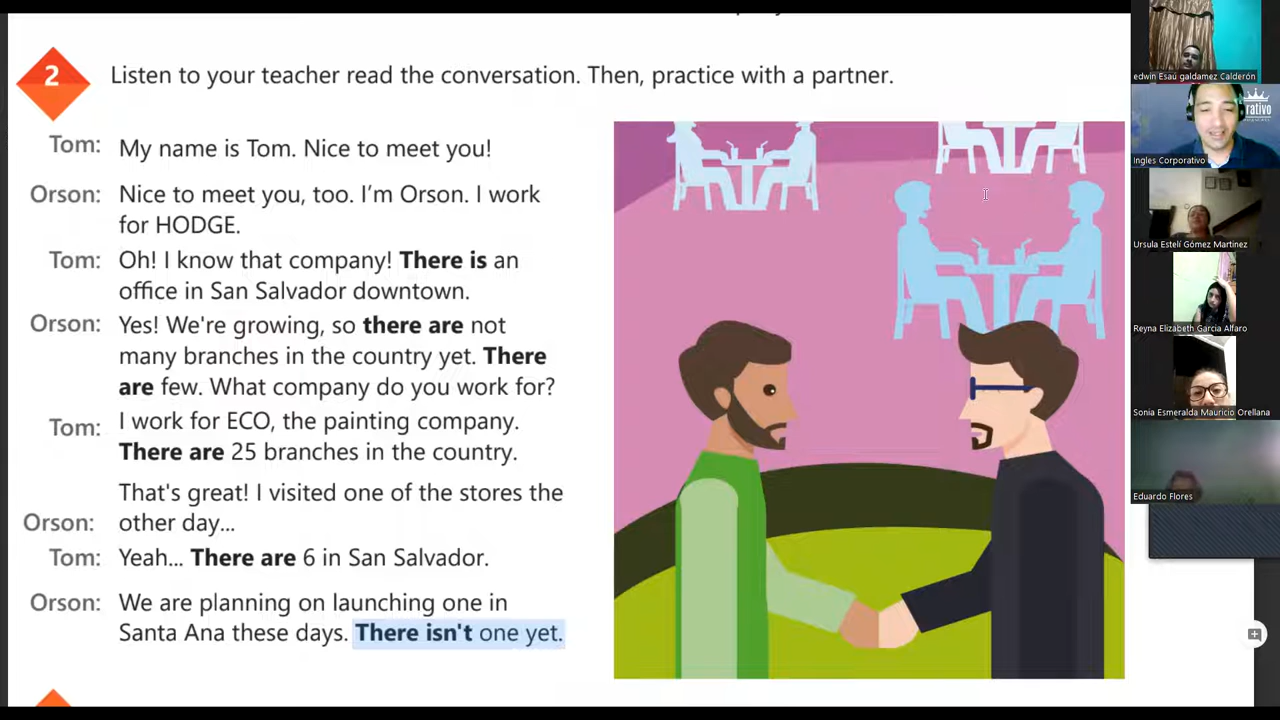 2
Listen to your teacher read the conversation. Then, practice with a partner.
Tom: My name is Tom. Nice to meet you!
Orson: Nice to meet you, too. I'm Orson. I work
for HODGE.
Tom: Oh! I know that company! There is an
office in San Salvador downtown.
Orson: Yes! We're growing, so there are not
many branches in the country yet. There
are few. What company do you work for?
Tom: I work for ECO, the painting company.
There are 25 branches in the country.
That's great! I visited one of the stores the
Orson: other day...
Tom: Yeah... There are 6 in San Salvador.
Orson: We are planning on launching one in
Santa Ana these days. There isn't one yet.
edwin Esaú galdamez Calderón
rativo
Ingles Corporativo
Ursula Estelí Gómez Martinez
Reyna Elizabeth Garcia Alfaro
Sonia Esmeralda Mauricio Orellana
Eduardo Flores